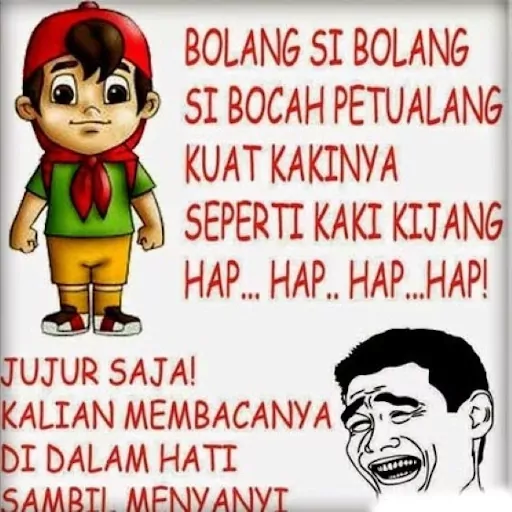 BOLANG SI BOLANG
SI BOCAH PETUALANG
KUAT KAKINYA
SEPERTI KAKI KIJANG
HAP... HAP.. HAP...HAP!
JUJUR SAJA!
KALIAN MEMBACANYA
DI DALAM HATI
SAMBIL MENYANYI